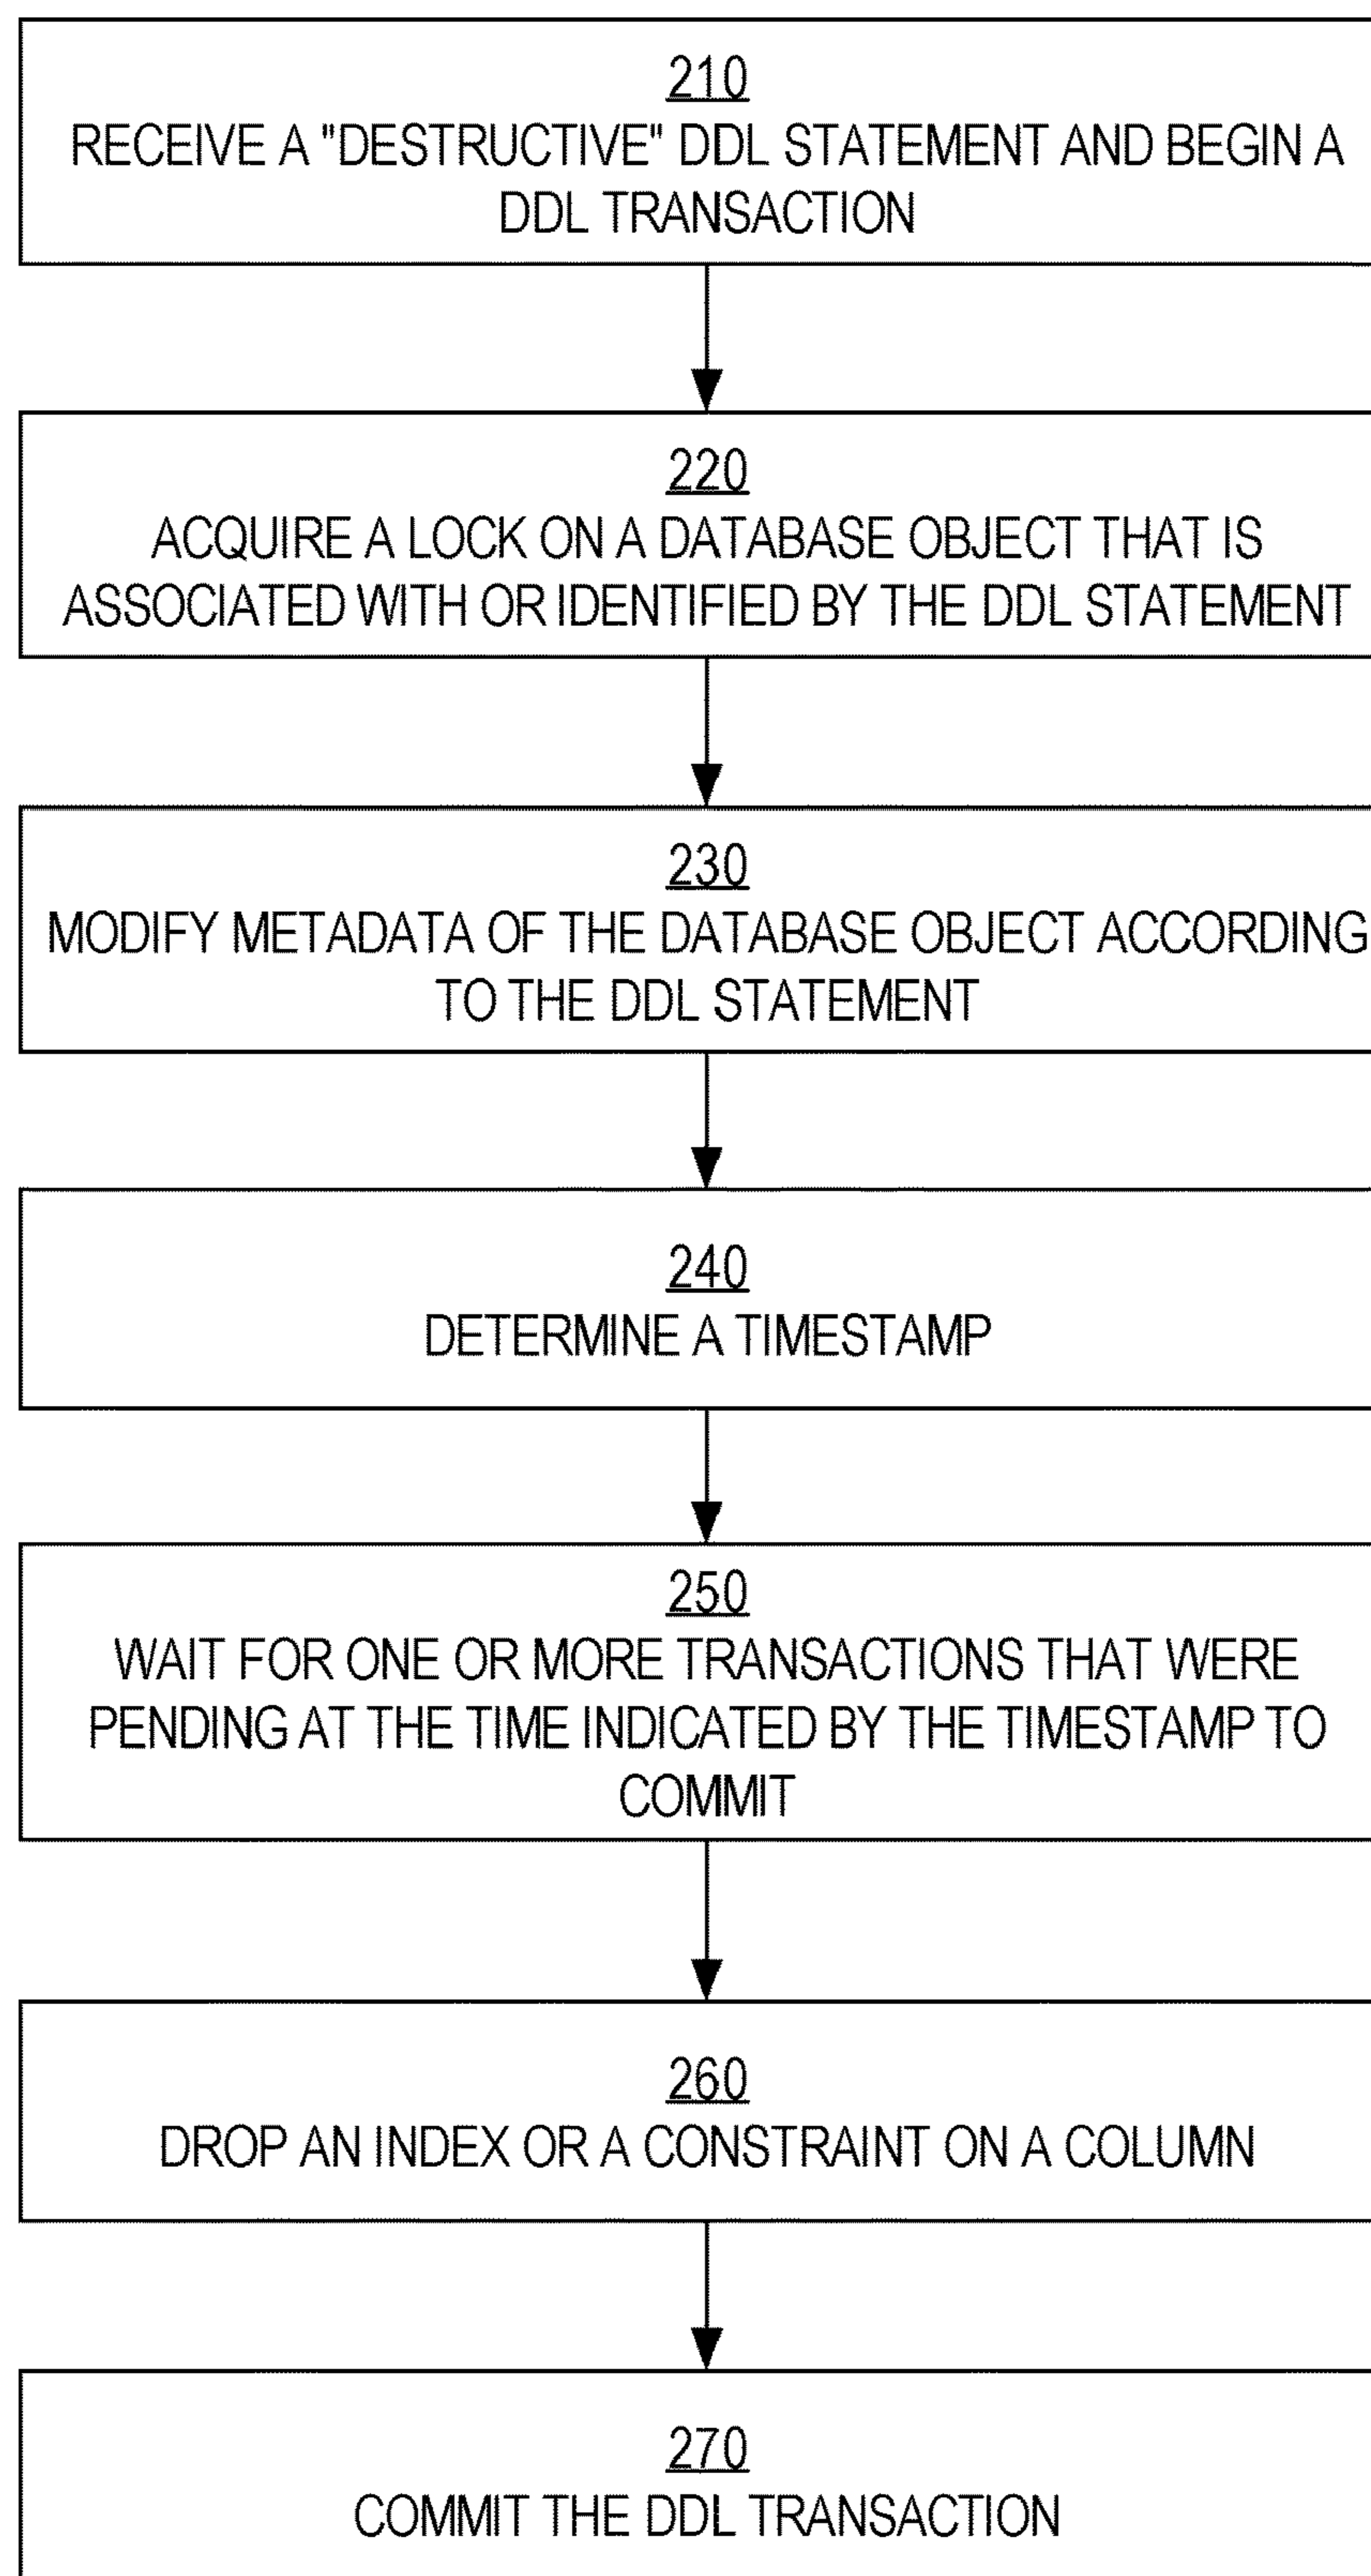 210
RECEIVE A "DESTRUCTIVE" DDL STATEMENT AND BEGIN A
DDL TRANSACTION
220
ACQUIRE A LOCK ON A DATABASE OBJECT THAT IS
ASSOCIATED WITH OR IDENTIFIED BY THE DDL STATEMENT
230
MODIFY METADATA OF THE DATABASE OBJECT ACCORDING
TO THE DDL STATEMENT
240
DETERMINE A TIMESTAMP
250
WAIT FOR ONE OR MORE TRANSACTIONS THAT WERE
PENDING AT THE TIME INDICATED BY THE TIMESTAMP TO
COMMIT
260
DROP AN INDEX OR A CONSTRAINT ON A COLUMN
270
COMMIT THE DDL TRANSACTION